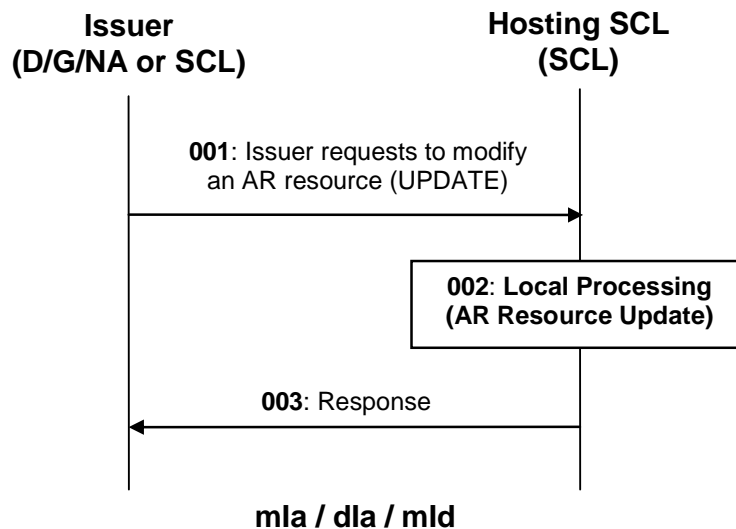 Issuer
(D/G/NA or SCL)
Hosting SCL
(SCL)
001: Issuer requests to modify
an AR resource (UPDATE)
002: Local Processing
(AR Resource Update)
003: Response
mIa / dIa / mId